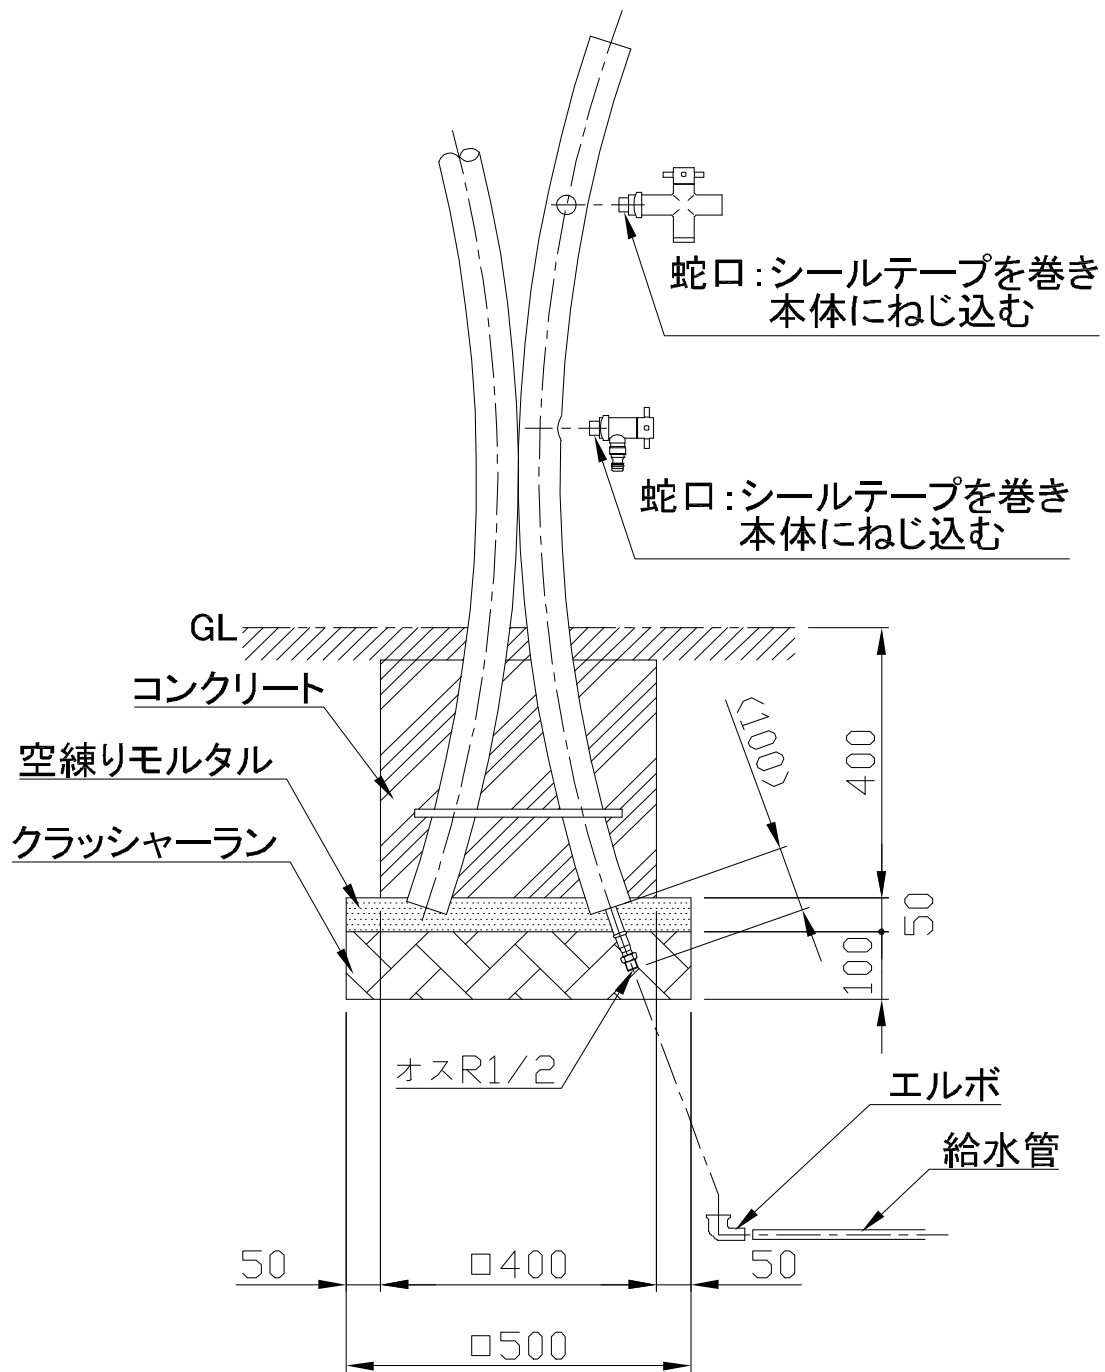 蛇口:シールテープを巻き
本体にねじ込む
蛇口:シールテープを巻き
本体にねじ込む
GL
コンクリート
空練りモルタル
クラッシャーラン
<100>
400
50
100
オスR1/2
エルボ
給水管
50
□400
50
□500